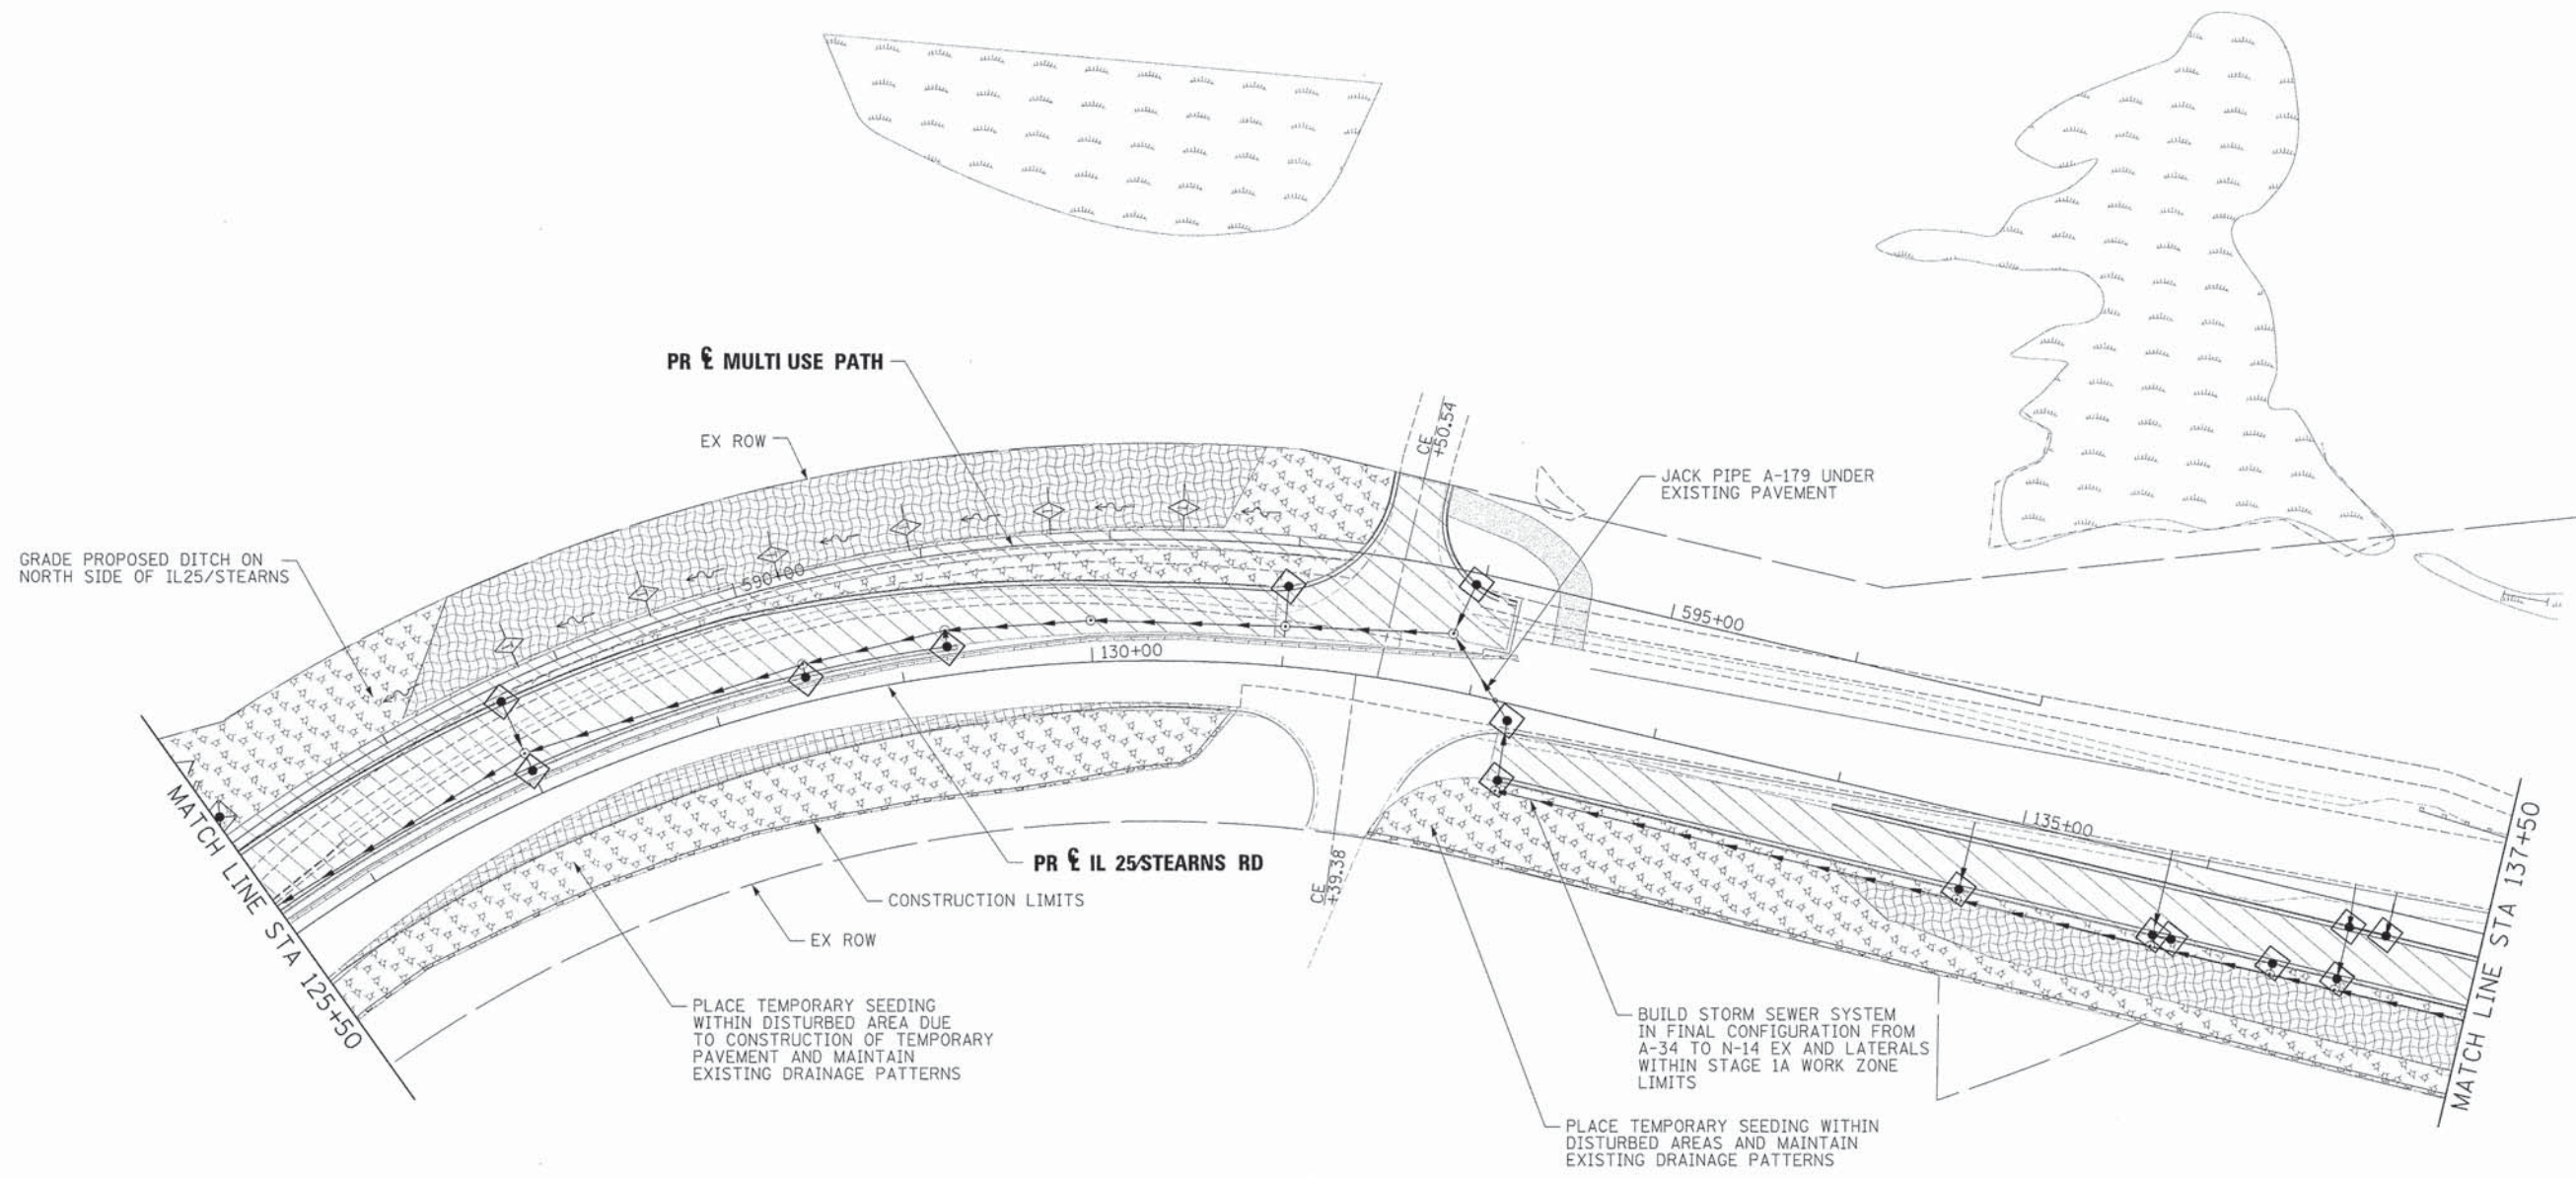 PR ℄ MULTI USE PATH
EX ROW
CE
+50.54
JACK PIPE A-179 UNDER
EXISTING PAVEMENT
GRADE PROPOSED DITCH ON
NORTH SIDE OF IL25/STEARNS
590+00
595+00
130+00
135+00
MATCH LINE STA 125+50
MATCH LINE STA 137+50
PR ℄ IL 25/STEARNS RD
CE
+39.38
CONSTRUCTION LIMITS
EX ROW
PLACE TEMPORARY SEEDING
WITHIN DISTURBED AREA DUE
TO CONSTRUCTION OF TEMPORARY
PAVEMENT AND MAINTAIN
EXISTING DRAINAGE PATTERNS
BUILD STORM SEWER SYSTEM
IN FINAL CONFIGURATION FROM
A-34 TO N-14 EX AND LATERALS
WITHIN STAGE 1A WORK ZONE
LIMITS
PLACE TEMPORARY SEEDING WITHIN
DISTURBED AREAS AND MAINTAIN
EXISTING DRAINAGE PATTERNS